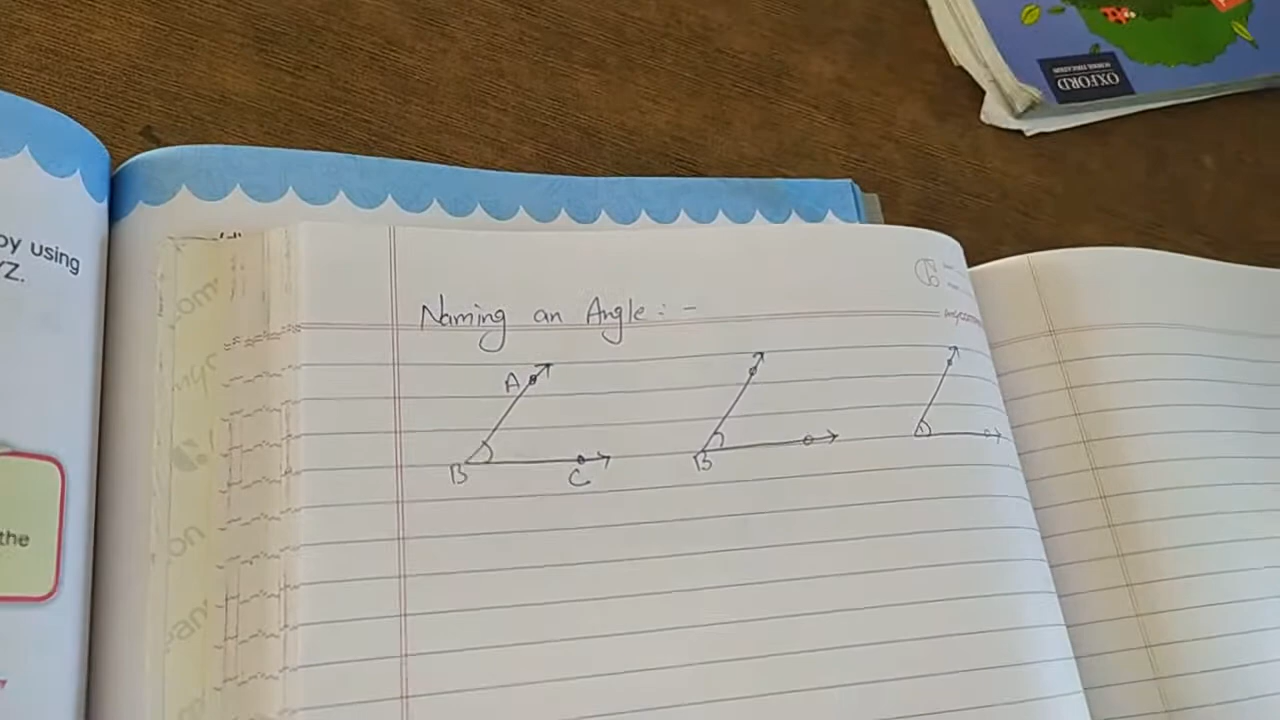 by using
YZ.
the
Naming an Angle : -
A
B
C
B
OXFORD